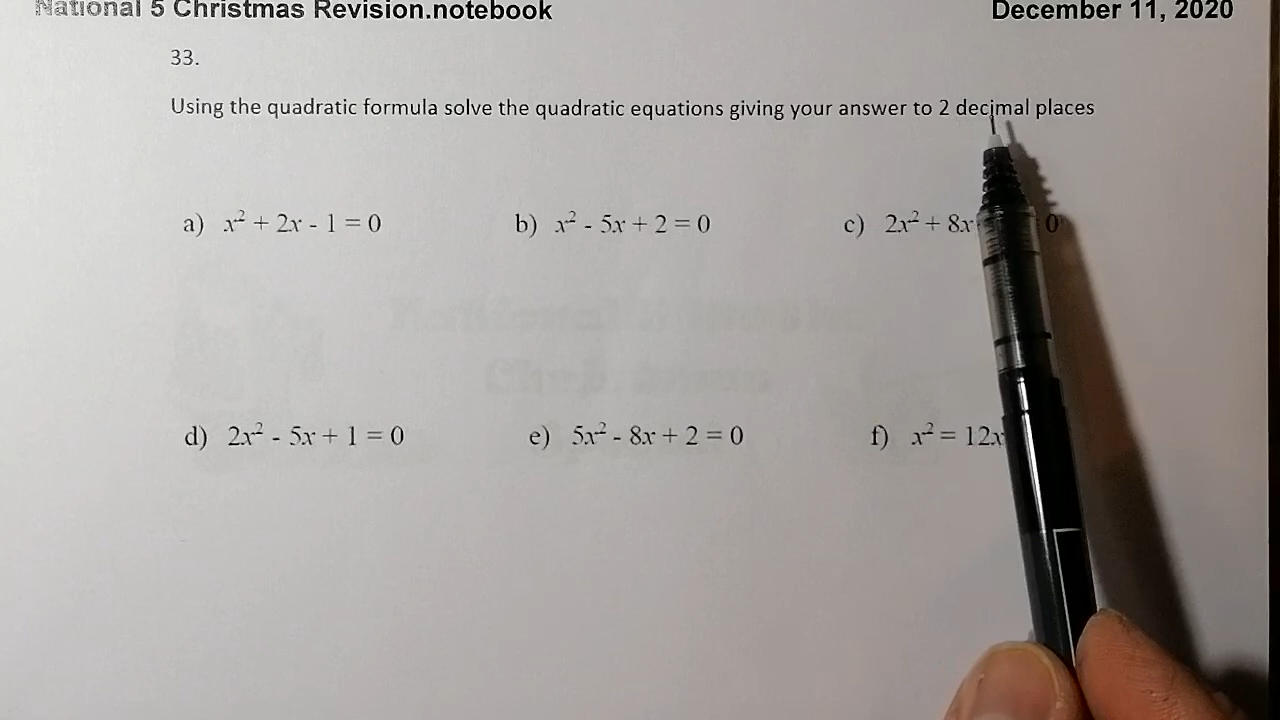 National 5 Christmas Revision.notebook December 11, 2020
33.
Using the quadratic formula solve the quadratic equations giving your answer to 2 decimal places
a) x² + 2x - 1 = 0 b) x² - 5x + 2 = 0 c) 2x² + 8x 0
d) 2x² - 5x + 1 = 0 e) 5x² - 8x + 2 = 0 f) x² = 12x